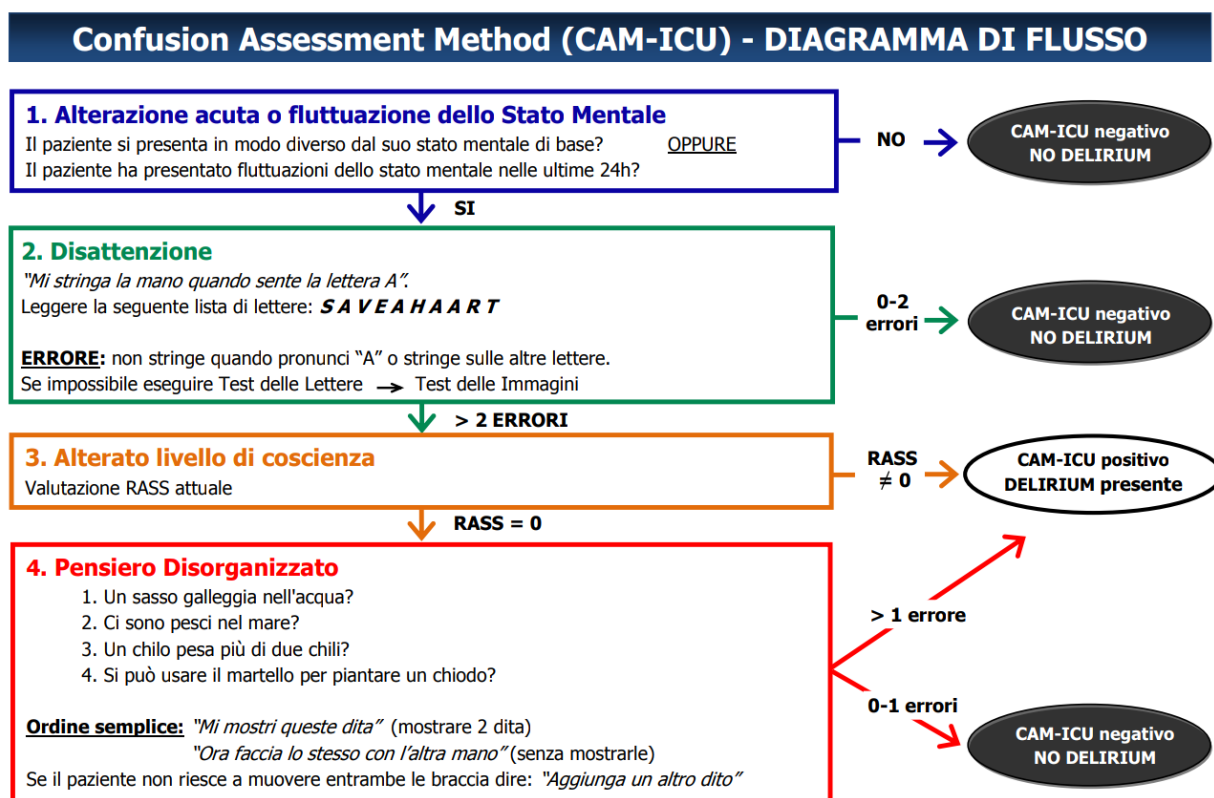 Confusion Assessment Method (CAM-ICU) - DIAGRAMMA DI FLUSSO
1. Alterazione acuta o fluttuazione dello Stato Mentale
Il paziente si presenta in modo diverso dal suo stato mentale di base? OPPURE
Il paziente ha presentato fluttuazioni dello stato mentale nelle ultime 24h?
NO
CAM-ICU negativo
NO DELIRIUM
SI
2. Disattenzione
“Mi stringa la mano quando sente la lettera A”.
Leggere la seguente lista di lettere: S A V E A H A A R T
ERRORE: non stringe quando pronunci “A” o stringe sulle altre lettere.
Se impossibile eseguire Test delle Lettere → Test delle Immagini
0-2
errori
CAM-ICU negativo
NO DELIRIUM
> 2 ERRORI
3. Alterato livello di coscienza
Valutazione RASS attuale
RASS
≠ 0
CAM-ICU positivo
DELIRIUM presente
RASS = 0
4. Pensiero Disorganizzato
1. Un sasso galleggia nell'acqua?
2. Ci sono pesci nel mare?
3. Un chilo pesa più di due chili?
4. Si può usare il martello per piantare un chiodo?
Ordine semplice: “Mi mostri queste dita” (mostrare 2 dita)
“Ora faccia lo stesso con l’altra mano” (senza mostrarle)
Se il paziente non riesce a muovere entrambe le braccia dire: “Aggiunga un altro dito”
> 1 errore
0-1 errori
CAM-ICU negativo
NO DELIRIUM